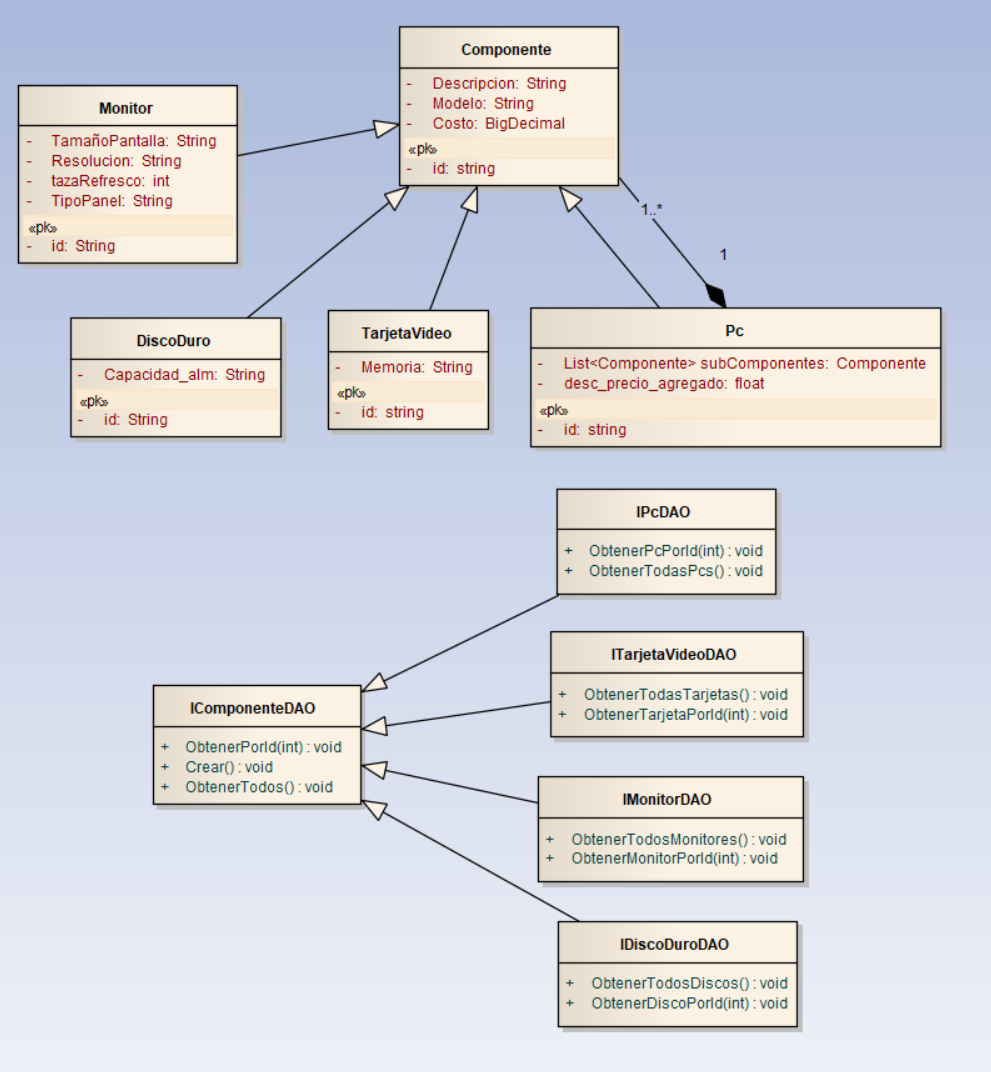 Componente
- Descripcion: String
- Modelo: String
- Costo: BigDecimal
«pk»
- id: string
Monitor
- TamañoPantalla: String
- Resolucion: String
- tazaRefresco: int
- TipoPanel: String
«pk»
- id: String
1..*
1
DiscoDuro
- Capacidad_alm: String
«pk»
- id: String
TarjetaVideo
- Memoria: String
«pk»
- id: string
Pc
- List<Componente> subComponentes: Componente
- desc_precio_agregado: float
«pk»
- id: string
IPcDAO
+ ObtenerPcPorId(int) : void
+ ObtenerTodasPcs() : void
ITarjetaVideoDAO
+ ObtenerTodasTarjetas() : void
+ ObtenerTarjetaPorId(int) : void
IComponenteDAO
+ ObtenerPorId(int) : void
+ Crear() : void
+ ObtenerTodos() : void
IMonitorDAO
+ ObtenerTodosMonitores() : void
+ ObtenerMonitorPorId(int) : void
IDiscoDuroDAO
+ ObtenerTodosDiscos() : void
+ ObtenerDiscoPorId(int) : void